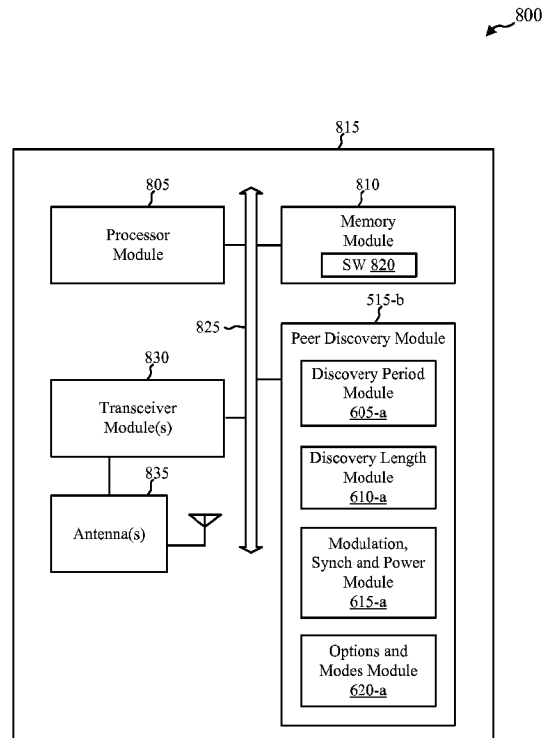 800
815
805
Processor
Module
810
Memory
Module
SW 820
825
515-b
Peer Discovery Module
Discovery Period
Module
605-a
830
Transceiver
Module(s)
Discovery Length
Module
610-a
835
Antenna(s)
Modulation,
Synch and Power
Module
615-a
Options and
Modes Module
620-a